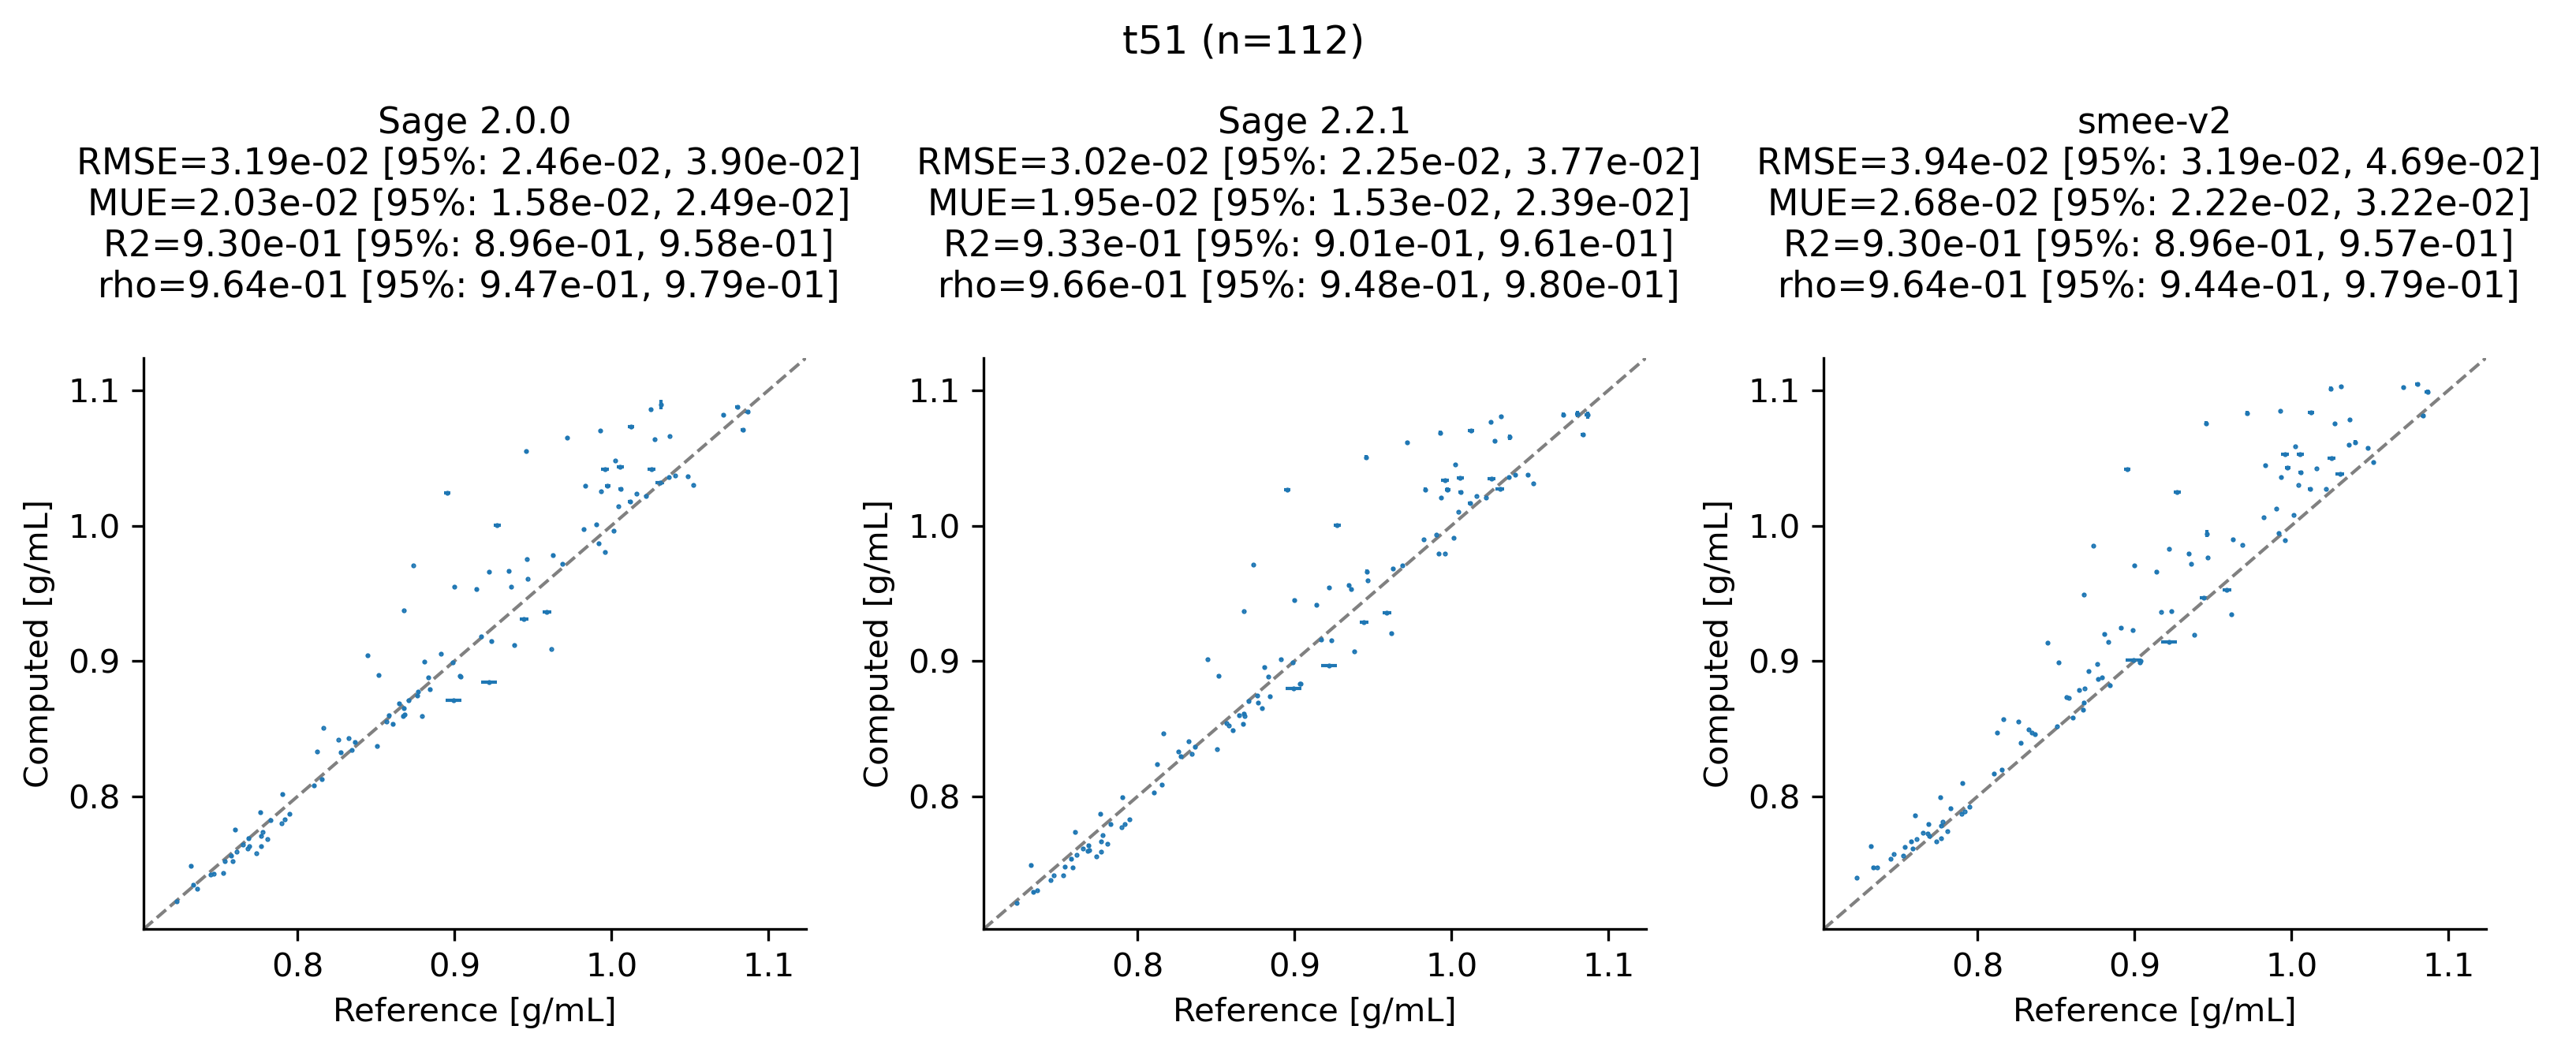 t51 (n=112)
Sage 2.0.0
RMSE=3.19e-02 [95%: 2.46e-02, 3.90e-02]
MUE=2.03e-02 [95%: 1.58e-02, 2.49e-02]
R2=9.30e-01 [95%: 8.96e-01, 9.58e-01]
rho=9.64e-01 [95%: 9.47e-01, 9.79e-01]
1.1
1.0
0.9
0.8
Computed [g/mL]
0.8 0.9 1.0 1.1
Reference [g/mL]
Sage 2.2.1
RMSE=3.02e-02 [95%: 2.25e-02, 3.77e-02]
MUE=1.95e-02 [95%: 1.53e-02, 2.39e-02]
R2=9.33e-01 [95%: 9.01e-01, 9.61e-01]
rho=9.66e-01 [95%: 9.48e-01, 9.80e-01]
1.1
1.0
0.9
0.8
Computed [g/mL]
0.8 0.9 1.0 1.1
Reference [g/mL]
smee-v2
RMSE=3.94e-02 [95%: 3.19e-02, 4.69e-02]
MUE=2.68e-02 [95%: 2.22e-02, 3.22e-02]
R2=9.30e-01 [95%: 8.96e-01, 9.57e-01]
rho=9.64e-01 [95%: 9.44e-01, 9.79e-01]
1.1
1.0
0.9
0.8
Computed [g/mL]
0.8 0.9 1.0 1.1
Reference [g/mL]